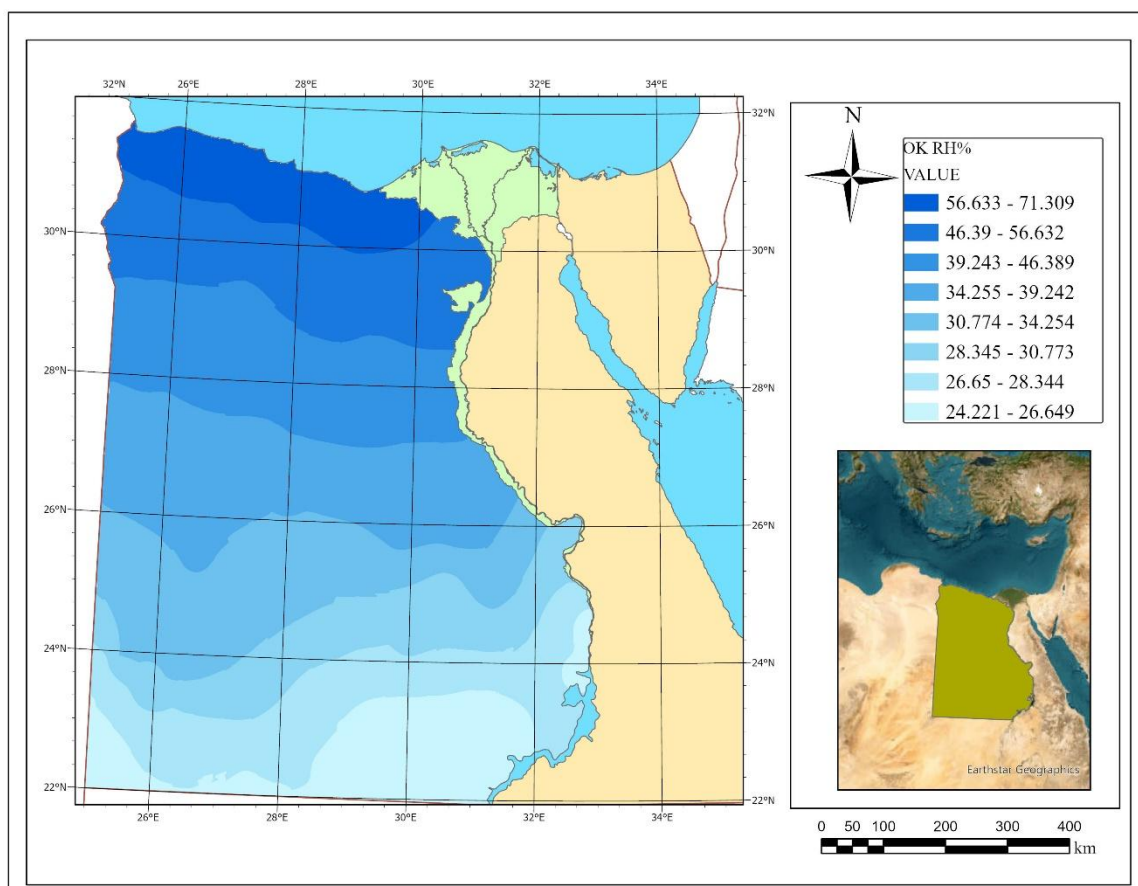 32°N 26°E 28°E 30°E 32°E 34°E
32°N
30°N 30°N
28°N 28°N
26°N 26°N
24°N 24°N
22°N 22°N
26°E 28°E 30°E 32°E 34°E
N
OK RH%
VALUE
56.633 - 71.309
46.39 - 56.632
39.243 - 46.389
34.255 - 39.242
30.774 - 34.254
28.345 - 30.773
26.65 - 28.344
24.221 - 26.649
Earthstar Geographics
0 50 100 200 300 400
km